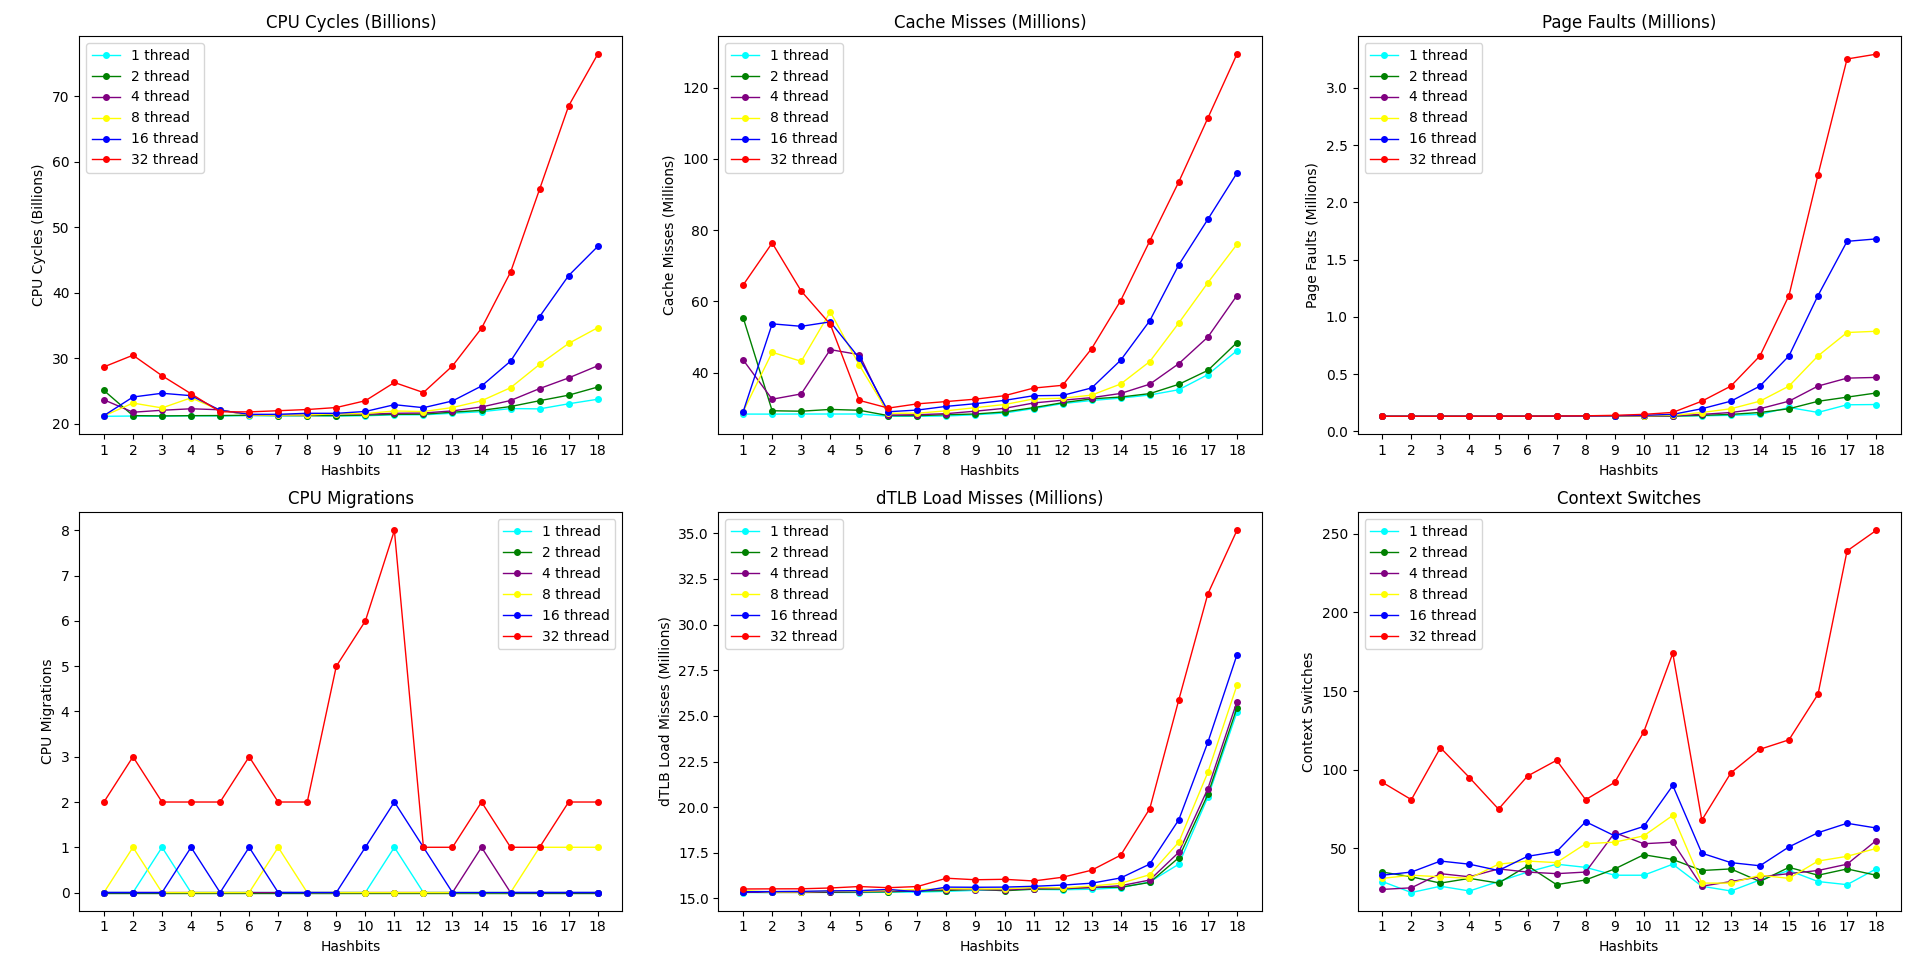 CPU Cycles (Billions)
CPU Cycles (Billions)
70
60
50
40
30
20
1 thread
2 thread
4 thread
8 thread
16 thread
32 thread
1 2 3 4 5 6 7 8 9 10 11 12 13 14 15 16 17 18
Hashbits
Cache Misses (Millions)
Cache Misses (Millions)
120
100
80
60
40
1 thread
2 thread
4 thread
8 thread
16 thread
32 thread
1 2 3 4 5 6 7 8 9 10 11 12 13 14 15 16 17 18
Hashbits
Page Faults (Millions)
Page Faults (Millions)
3.0
2.5
2.0
1.5
1.0
0.5
0.0
1 thread
2 thread
4 thread
8 thread
16 thread
32 thread
1 2 3 4 5 6 7 8 9 10 11 12 13 14 15 16 17 18
Hashbits
CPU Migrations
CPU Migrations
8
7
6
5
4
3
2
1
0
1 thread
2 thread
4 thread
8 thread
16 thread
32 thread
1 2 3 4 5 6 7 8 9 10 11 12 13 14 15 16 17 18
Hashbits
dTLB Load Misses (Millions)
dTLB Load Misses (Millions)
35.0
32.5
30.0
27.5
25.0
22.5
20.0
17.5
15.0
1 thread
2 thread
4 thread
8 thread
16 thread
32 thread
1 2 3 4 5 6 7 8 9 10 11 12 13 14 15 16 17 18
Hashbits
Context Switches
Context Switches
250
200
150
100
50
1 thread
2 thread
4 thread
8 thread
16 thread
32 thread
1 2 3 4 5 6 7 8 9 10 11 12 13 14 15 16 17 18
Hashbits